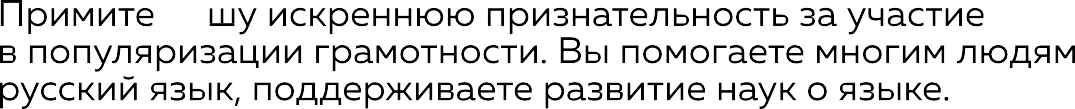 Примите шу искреннюю признательность за участие
в популяризации грамотности. Вы помогаете многим людям
русский язык, поддерживаете развитие наук о языке.